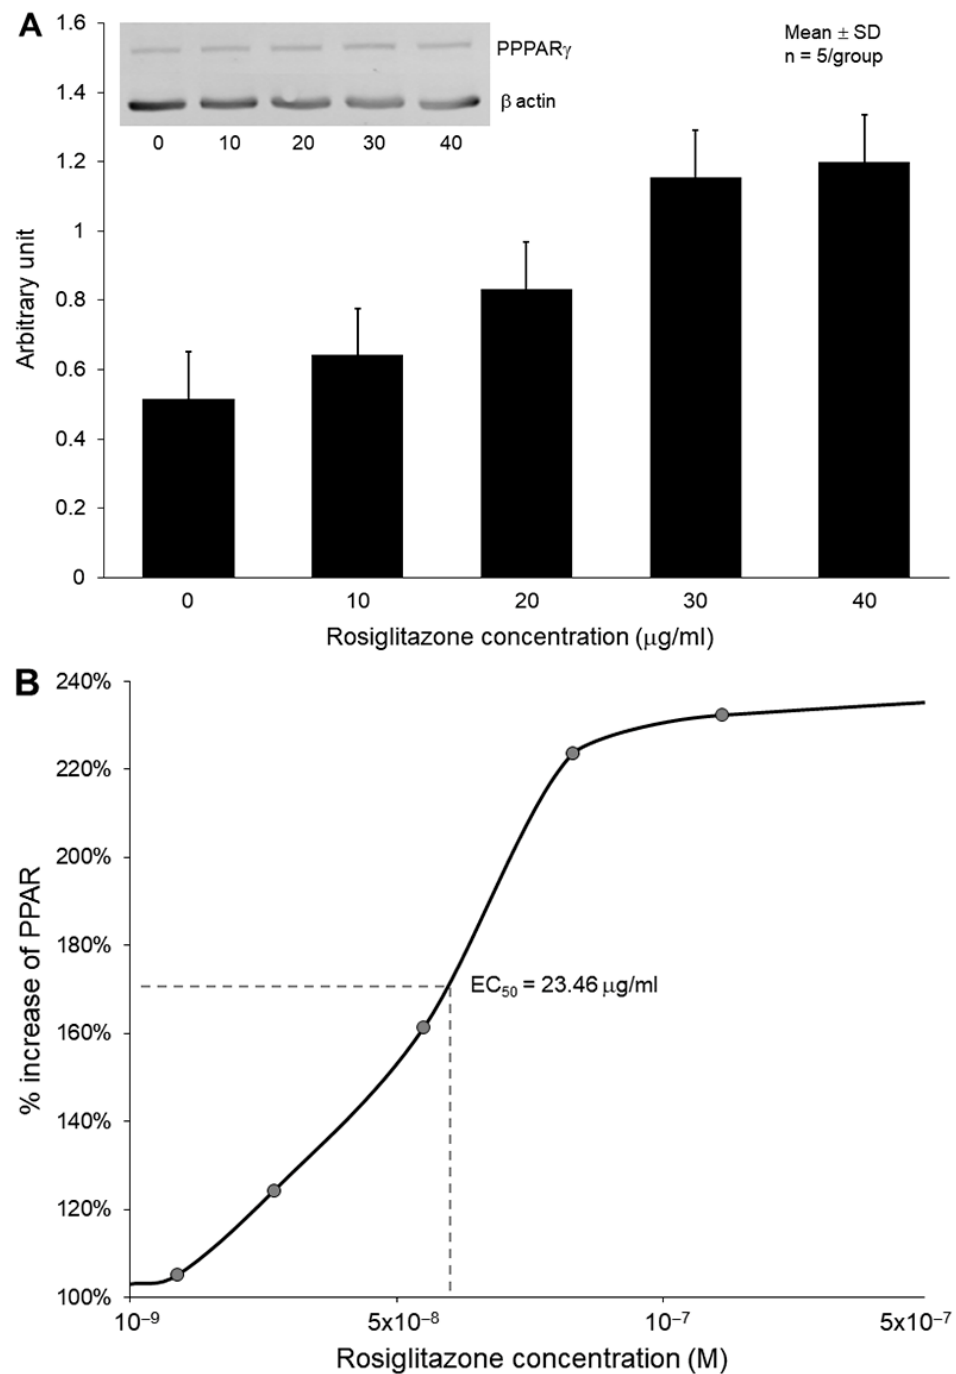 A
1.6
1.4
1.2
1
0.8
0.6
0.4
0.2
0
Arbitrary unit
PPPARγ
β actin
0 10 20 30 40
Mean ± SD
n = 5/group
0 10 20 30 40
Rosiglitazone concentration (μg/ml)
B
240%
220%
200%
180%
160%
140%
120%
100%
% increase of PPAR
EC₅₀ = 23.46 μg/ml
10⁻⁹ 5x10⁻⁸ 10⁻⁷ 5x10⁻⁷
Rosiglitazone concentration (M)